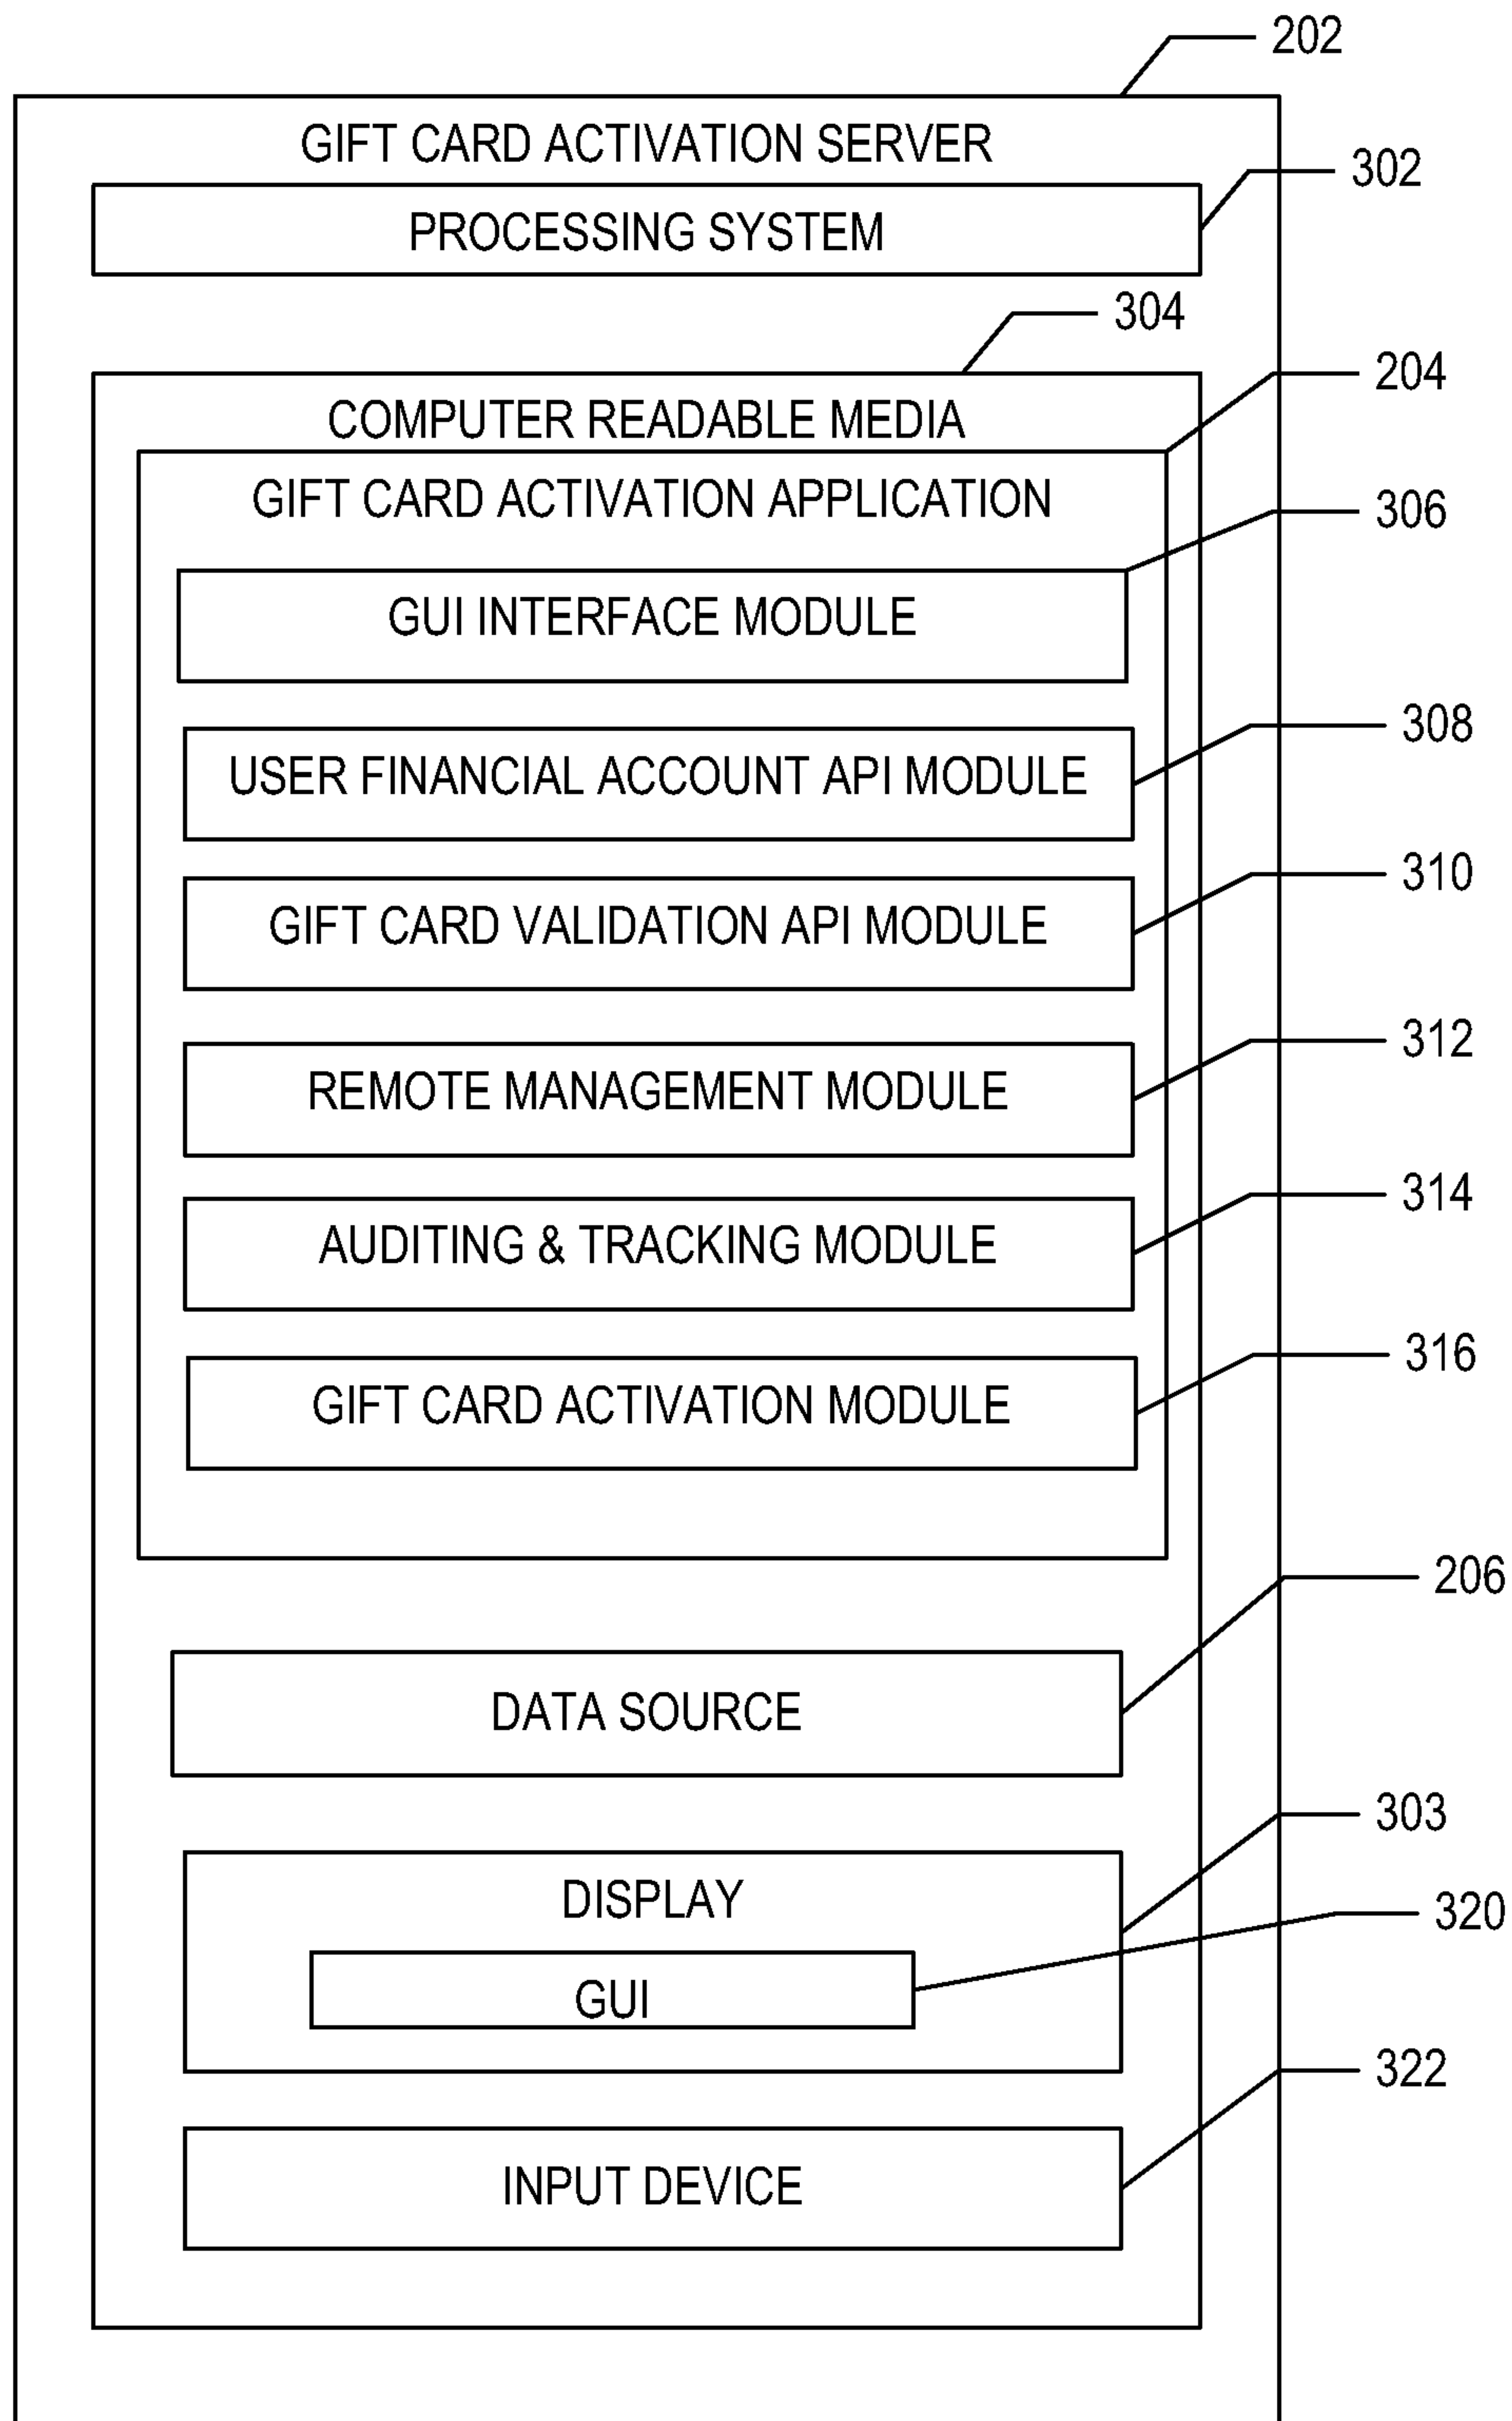 202
GIFT CARD ACTIVATION SERVER
302
PROCESSING SYSTEM
304
204
COMPUTER READABLE MEDIA
GIFT CARD ACTIVATION APPLICATION
306
GUI INTERFACE MODULE
308
USER FINANCIAL ACCOUNT API MODULE
310
GIFT CARD VALIDATION API MODULE
312
REMOTE MANAGEMENT MODULE
314
AUDITING & TRACKING MODULE
316
GIFT CARD ACTIVATION MODULE
206
DATA SOURCE
303
DISPLAY
320
GUI
322
INPUT DEVICE